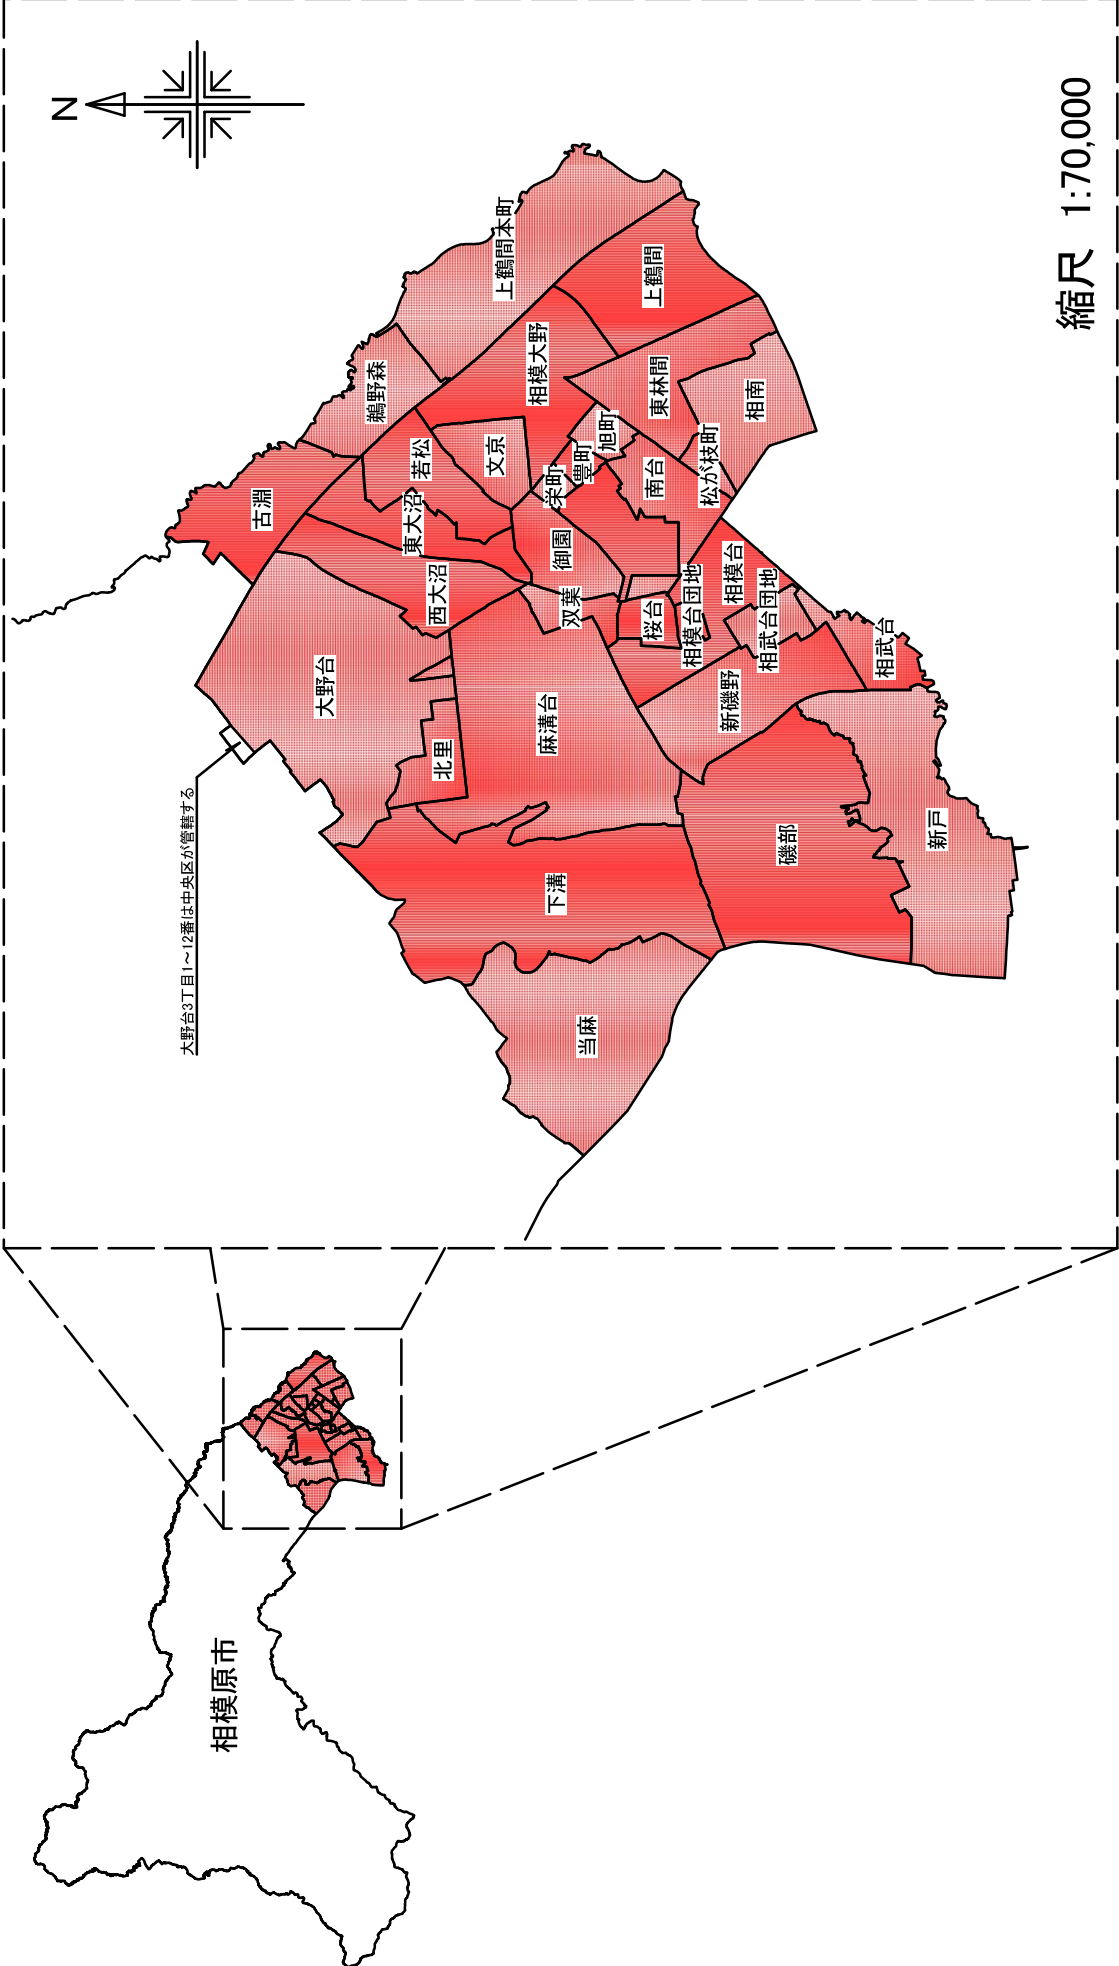 相模原市
大野台3丁目1~12番は中央区が管轄する
N
古淵
鵜野森
上鶴間本町
大野台
若松
東大沼
西大沼
文京
相模大野
上鶴間
北里
麻溝台
双葉
御園
栄町
豊町
旭町
東林間
相南
南台
松が枝町
桜台
相模台団地
相模台
相武台団地
新磯野
相武台
下溝
当麻
磯部
新戸
縮尺 1:70,000